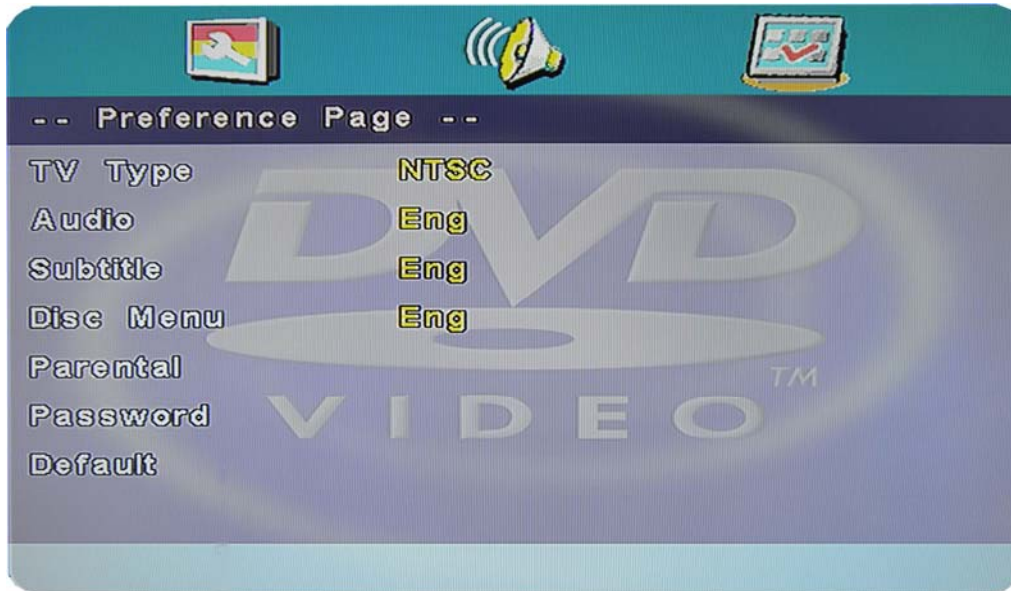 -- Preference Page --
TV Type NTSC
Audio Eng
Subtitle Eng
Disc Menu Eng
Parental
Password
Default
DVD
VIDEO TM